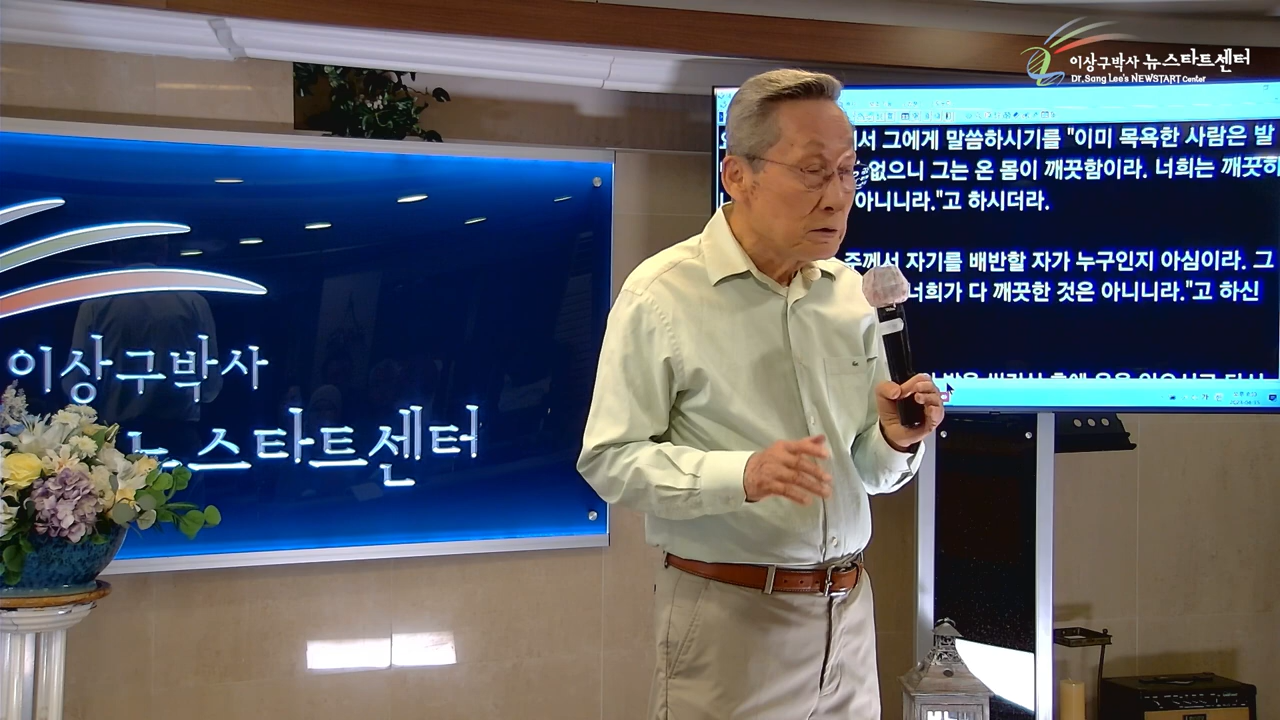 이상구박사 뉴스타트센터
Dr. Sang Lee's NEWSTART Center
서 그에게 말씀하시기를 "이미 목욕한 사람은 발
없으니 그는 온 몸이 깨끗함이라. 너희는 깨끗하
아니니라."고 하시더라.
주께서 자기를 배반할 자가 누구인지 아심이라. 그
너희가 다 깨끗한 것은 아니니라."고 하신
이상구박사
뉴스타트센터